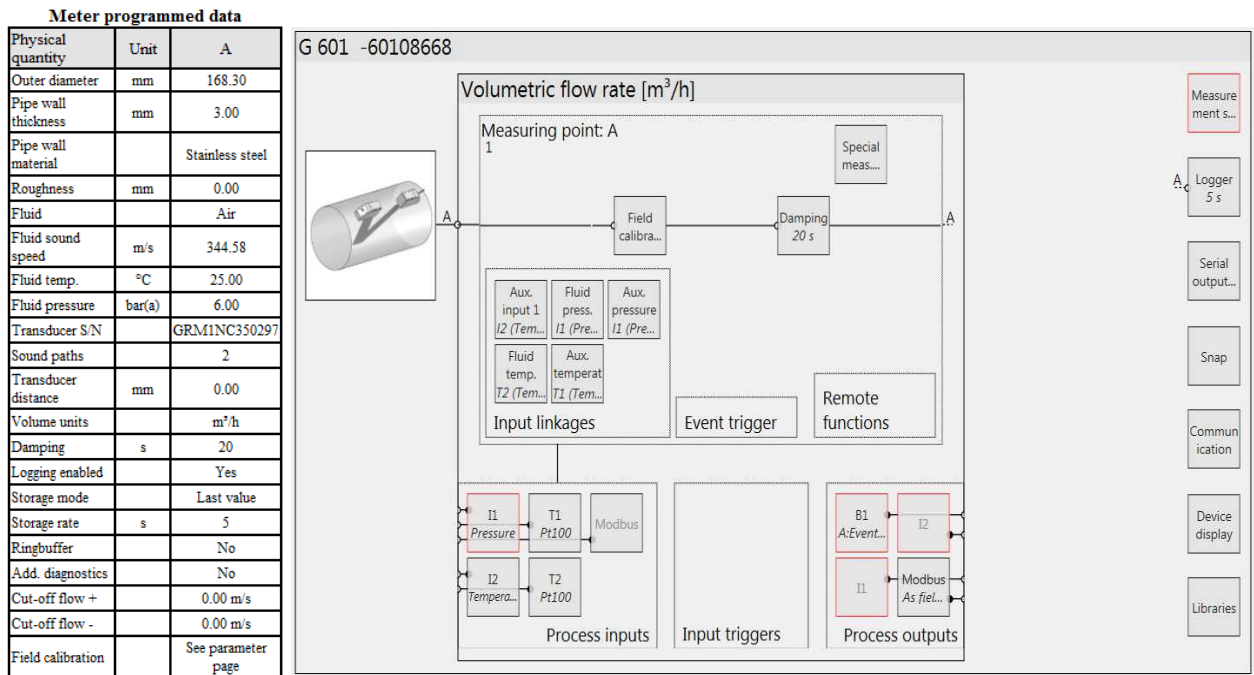 Meter programmed data
Physical quantity Unit A
Outer diameter mm 168.30
Pipe wall thickness mm 3.00
Pipe wall material Stainless steel
Roughness mm 0.00
Fluid Air
Fluid sound speed m/s 344.58
Fluid temp. °C 25.00
Fluid pressure bar(a) 6.00
Transducer S/N GRM1NC350297
Sound paths 2
Transducer distance mm 0.00
Volume units m³/h
Damping s 20
Logging enabled Yes
Storage mode Last value
Storage rate s 5
Ringbuffer No
Add. diagnostics No
Cut-off flow + 0.00 m/s
Cut-off flow - 0.00 m/s
Field calibration See parameter page
G 601 -60108668
Volumetric flow rate [m³/h]
Measuring point: A
1
Special
meas....
A
Field
calibra...
Damping
20 s
A
Aux.
input 1
I2 (Tem...
Fluid
press.
I1 (Pre...
Aux.
pressure
I1 (Pre...
Fluid
temp.
T2 (Tem...
Aux.
temperat
T1 (Tem...
Input linkages
Event trigger
Remote
functions
I1
Pressure
T1
Pt100
Modbus
I2
Tempera...
T2
Pt100
Process inputs
Input triggers
B1
A:Event...
I2
I1
Modbus
As fiel...
Process outputs
Measure
ment s...
A
Logger
5 s
Serial
output...
Snap
Commun
ication
Device
display
Libraries